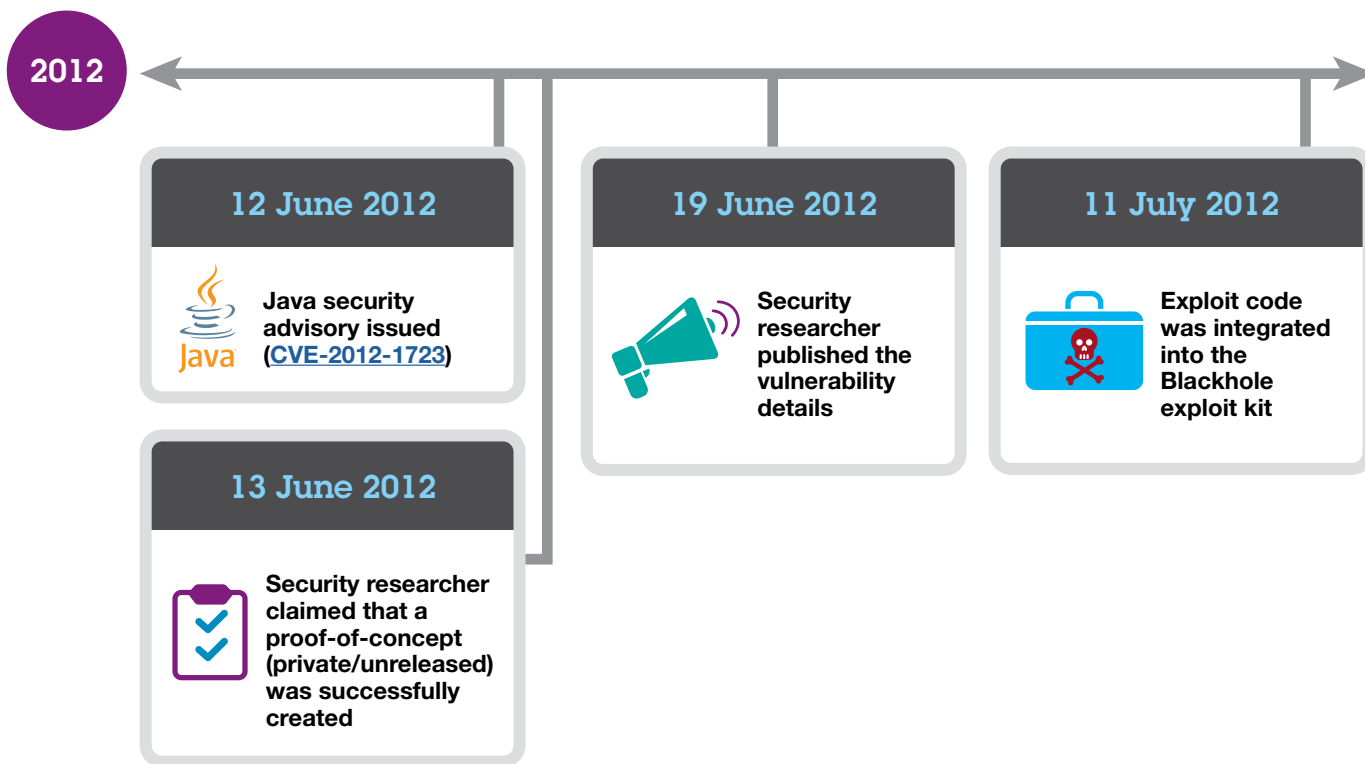 2012
12 June 2012
Java
Java security
advisory issued
(CVE-2012-1723)
13 June 2012
Security researcher
claimed that a
proof-of-concept
(private/unreleased)
was successfully
created
19 June 2012
Security
researcher
published the
vulnerability
details
11 July 2012
Exploit code
was integrated
into the
Blackhole
exploit kit